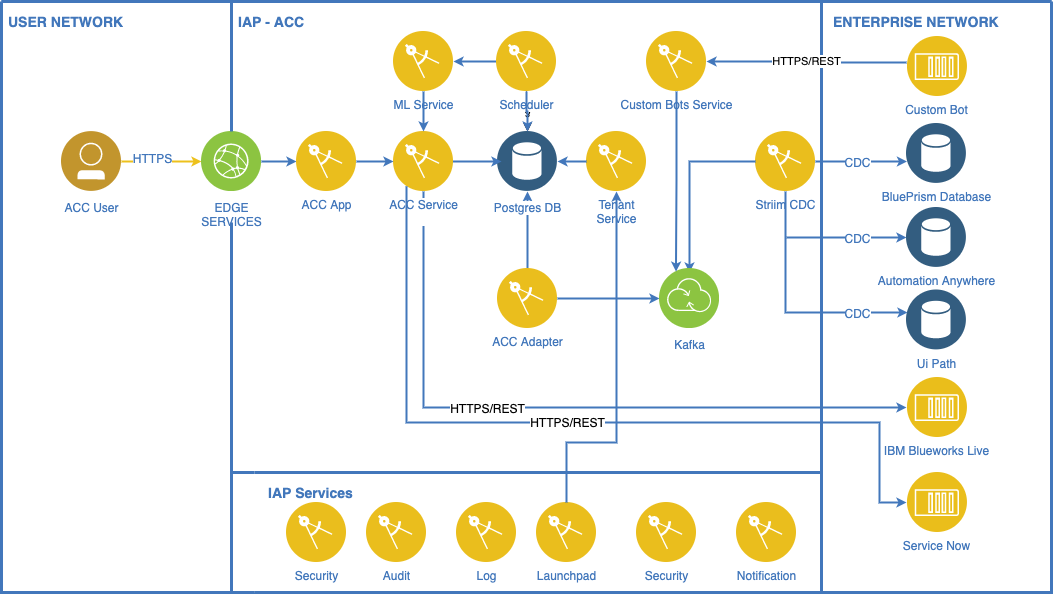 USER NETWORK
IAP - ACC
ENTERPRISE NETWORK
ML Service
Scheduler
Custom Bots Service
HTTPS/REST
Custom Bot
HTTPS
ACC User
EDGE
SERVICES
ACC App
ACC Service
Postgres DB
Tenant
Service
Striim CDC
CDC
BluePrism Database
CDC
Automation Anywhere
CDC
Ui Path
ACC Adapter
Kafka
HTTPS/REST
HTTPS/REST
IBM Blueworks Live
Service Now
IAP Services
Security
Audit
Log
Launchpad
Security
Notification